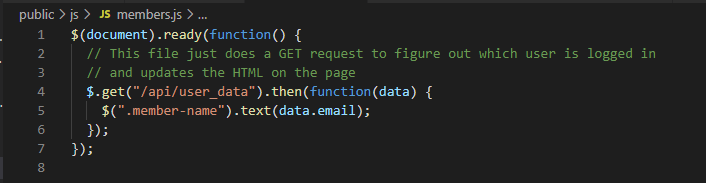 public > js > JS members.js > ...
1 $(document).ready(function() {
2   // This file just does a GET request to figure out which user is logged in
3   // and updates the HTML on the page
4   $.get("/api/user_data").then(function(data) {
5     $(".member-name").text(data.email);
6   });
7 });
8